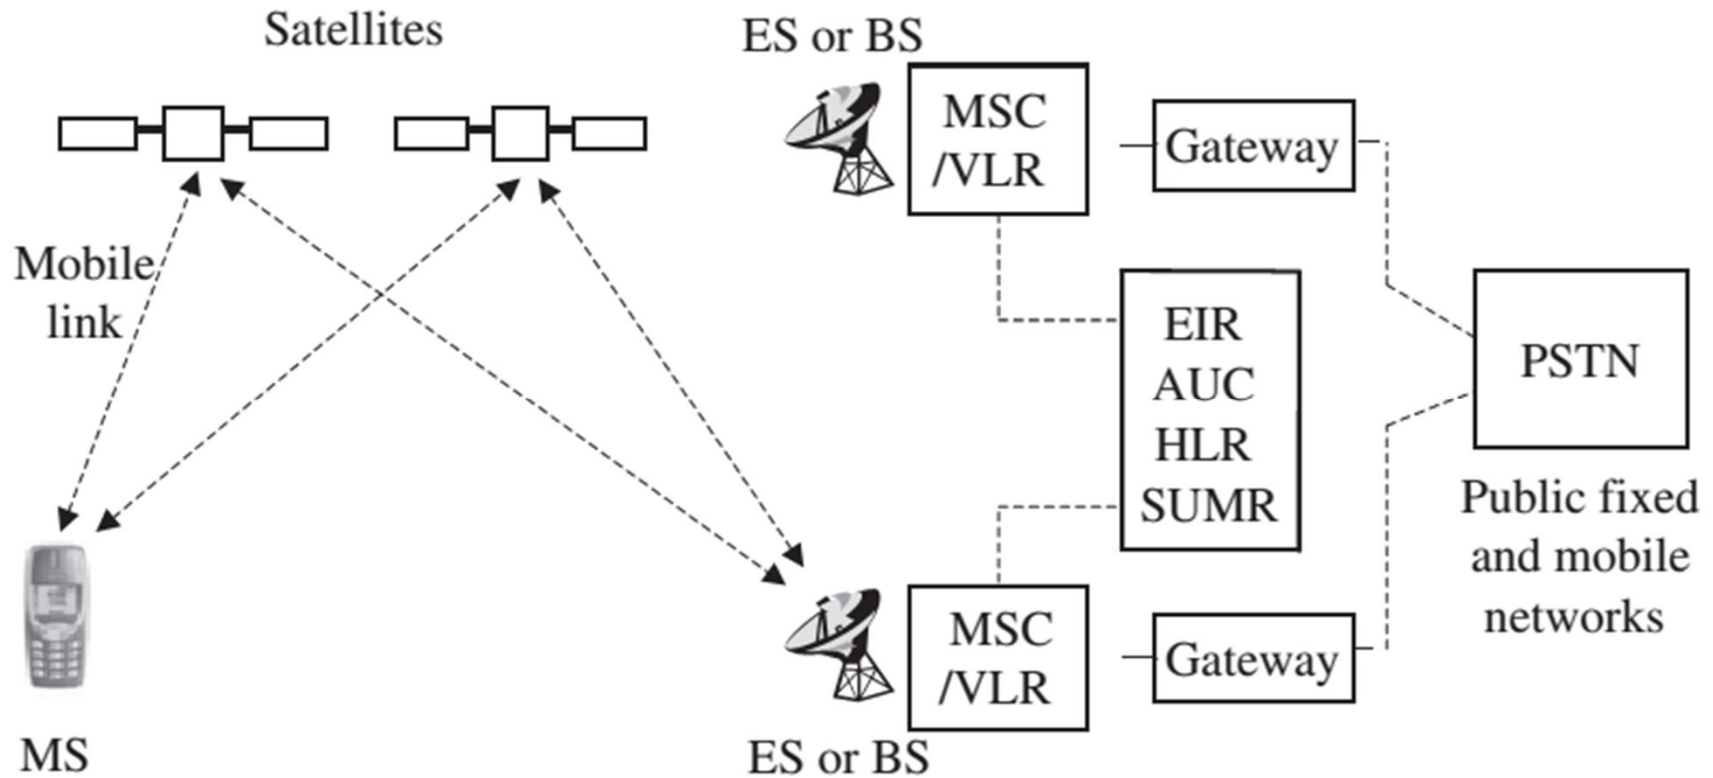 Satellites
ES or BS
MSC
/VLR
Gateway
Mobile
link
EIR
AUC
HLR
SUMR
PSTN
Public fixed
and mobile
networks
MSC
/VLR
Gateway
MS
ES or BS